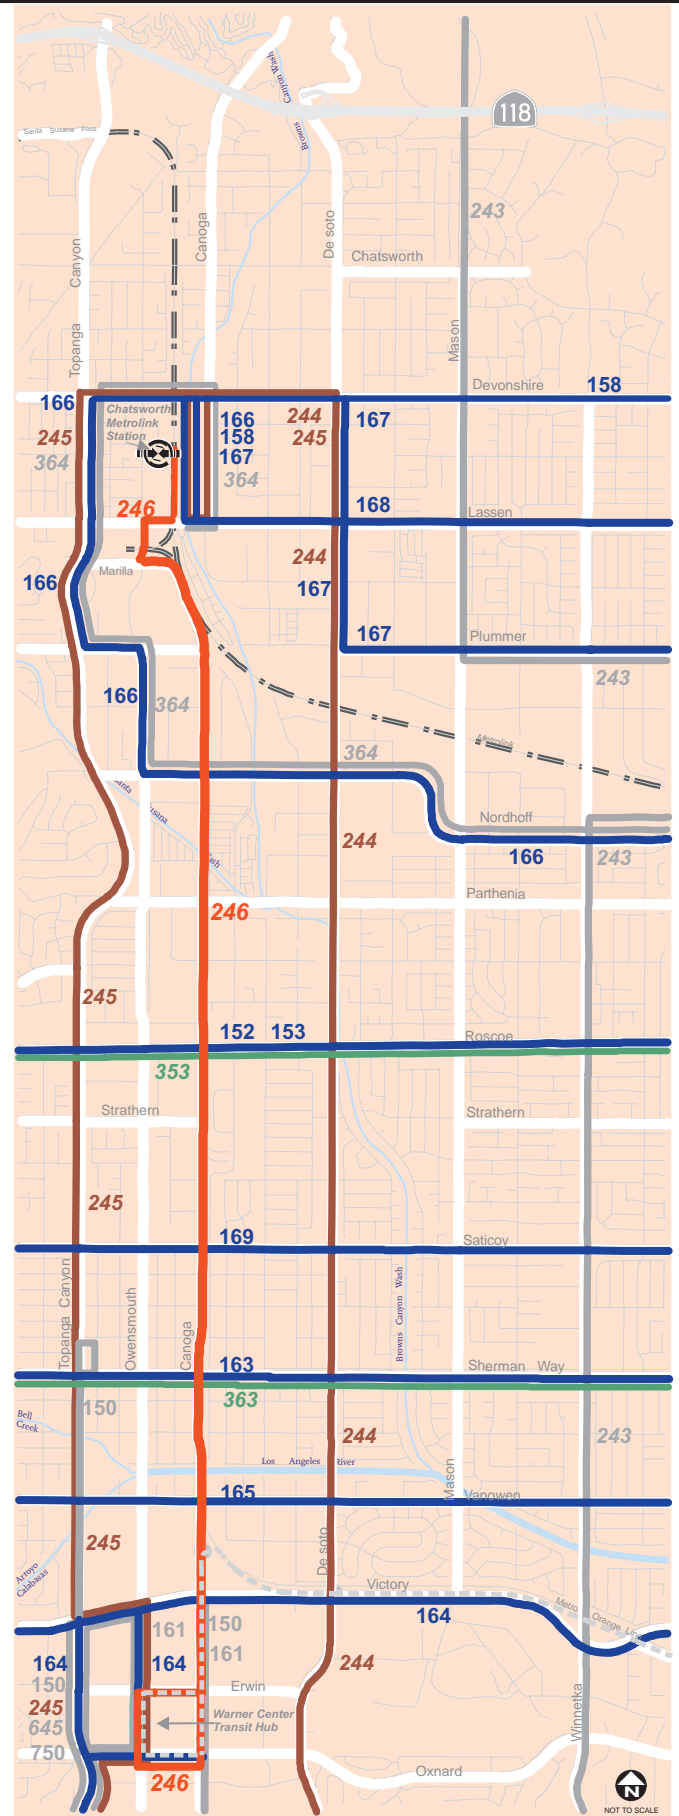 118
Santa Susana Pass
Browns Canyon Wash
243
Canyon
Canoga
De soto
Chatsworth
Topanga
Mason
Devonshire
158
166
Chatsworth
Metrolink
Station
245
364
166
158
167
364
244
245
167
246
168
Lassen
244
167
Marilla
166
167
Plummer
243
166
364
Metrolink
364
Santa Susana Wash
244
Nordhoff
166
243
Parthenia
246
245
152 153
Roscoe
353
Strathern
Strathern
245
169
Saticoy
Topanga Canyon
Owensmouth
Canoga
Browns Canyon Wash
163
Sherman Way
363
150
Bell
Creek
244
243
Los Angeles River
Mason
165
Vanowen
245
De soto
Arroyo
Calabasas
Victory
164
Metro Orange Line
161
150
164
164
161
150
244
Erwin
245
645
Warner Center
Transit Hub
Winnetka
750
Oxnard
246
N
NOT TO SCALE